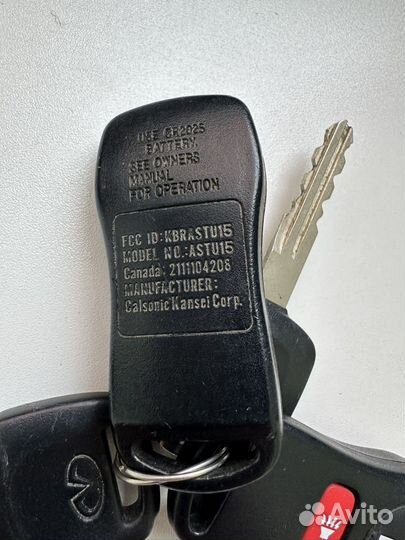 USE CR2025
BATTERY.
SEE OWNERS
MANUAL
FOR OPERATION
FCC ID: KBRASTU15
MODEL NO.: ASTU15
Canada: 2111104208
MANUFACTURER:
Calsonic Kansei Corp.
Avito